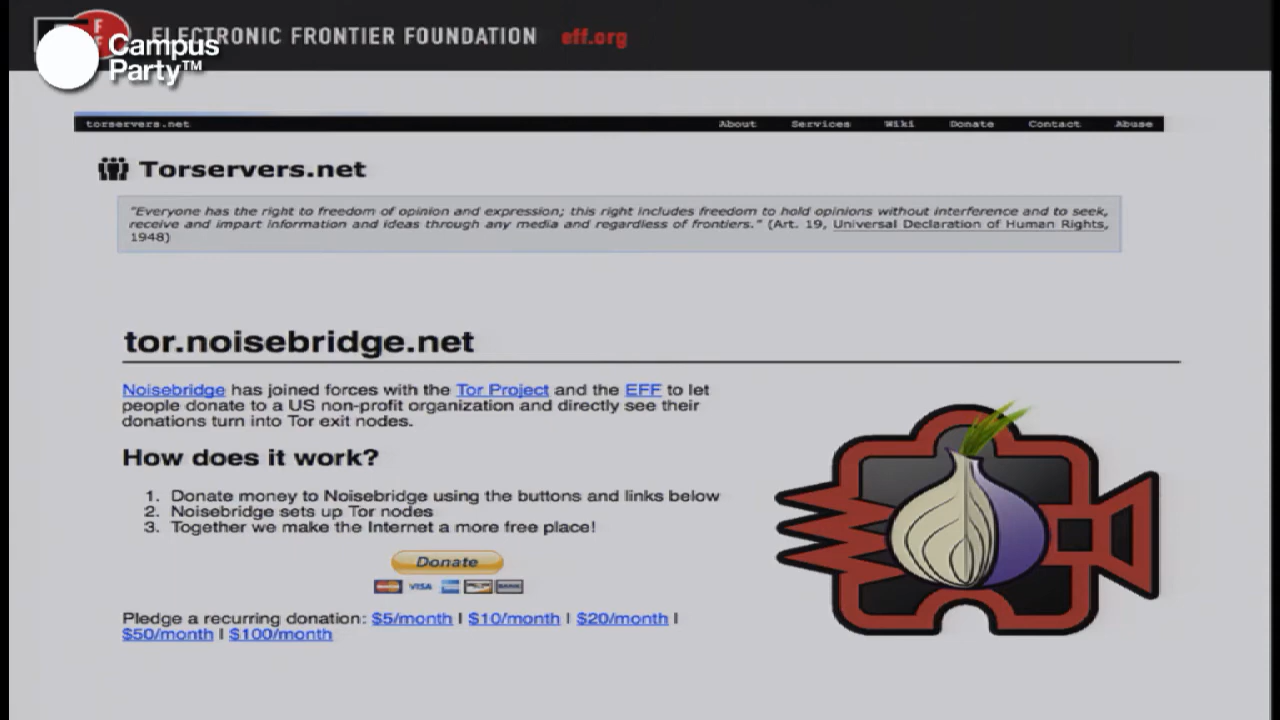 F
F
ELECTRONIC FRONTIER FOUNDATION eff.org
Campus
Party™
torservers.net About Services Wiki Donate Contact Abuse
Torservers.net
"Everyone has the right to freedom of opinion and expression; this right includes freedom to hold opinions without interference and to seek,
receive and impart information and ideas through any media and regardless of frontiers." (Art. 19, Universal Declaration of Human Rights,
1948)
tor.noisebridge.net
Noisebridge has joined forces with the Tor Project and the EFF to let
people donate to a US non-profit organization and directly see their
donations turn into Tor exit nodes.
How does it work?
1. Donate money to Noisebridge using the buttons and links below
2. Noisebridge sets up Tor nodes
3. Together we make the Internet a more free place!
Donate
VISA
Pledge a recurring donation: $5/month | $10/month | $20/month |
$50/month | $100/month